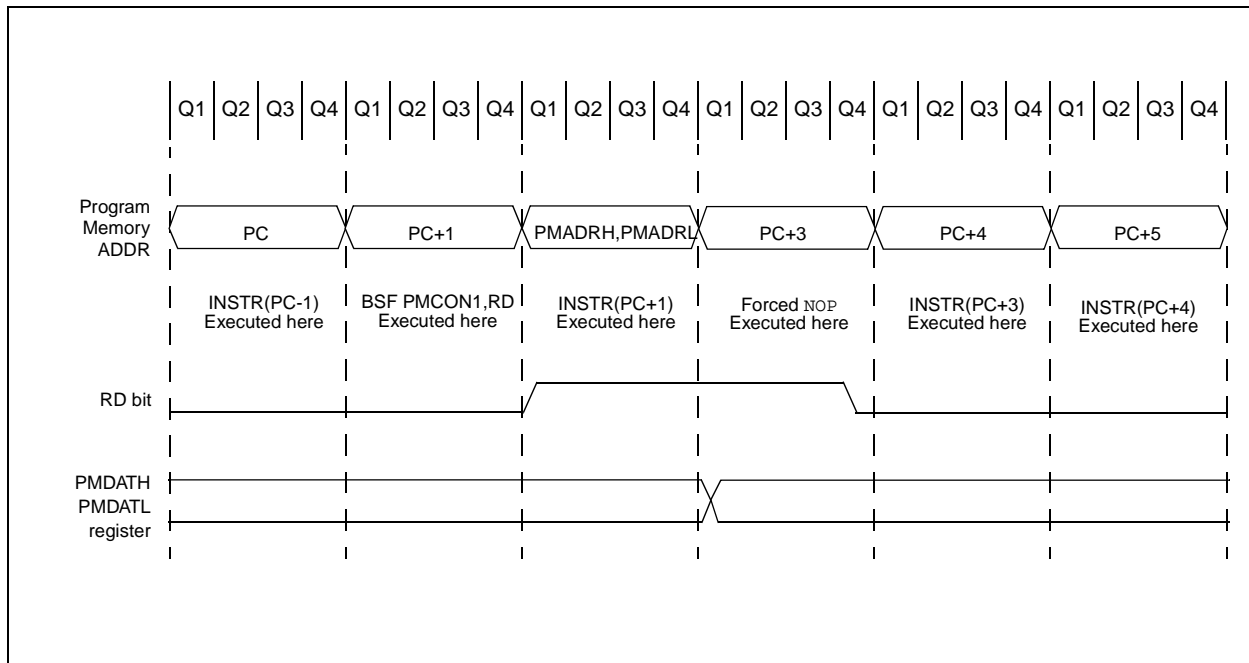 Q1 Q2 Q3 Q4 Q1 Q2 Q3 Q4 Q1 Q2 Q3 Q4 Q1 Q2 Q3 Q4 Q1 Q2 Q3 Q4 Q1 Q2 Q3 Q4
Program
Memory
ADDR
PC
PC+1
PMADRH,PMADRL
PC+3
PC+4
PC+5
INSTR(PC-1)
Executed here
BSF PMCON1,RD
Executed here
INSTR(PC+1)
Executed here
Forced NOP
Executed here
INSTR(PC+3)
Executed here
INSTR(PC+4)
Executed here
RD bit
PMDATH
PMDATL
register